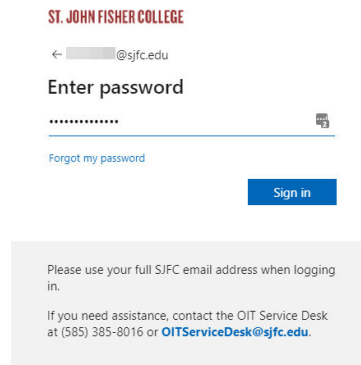 ST. JOHN FISHER COLLEGE
← @sjfc.edu
Enter password
••••••••••••••
Forgot my password
Sign in
Please use your full SJFC email address when logging
in.
If you need assistance, contact the OIT Service Desk
at (585) 385-8016 or OITServiceDesk@sjfc.edu.